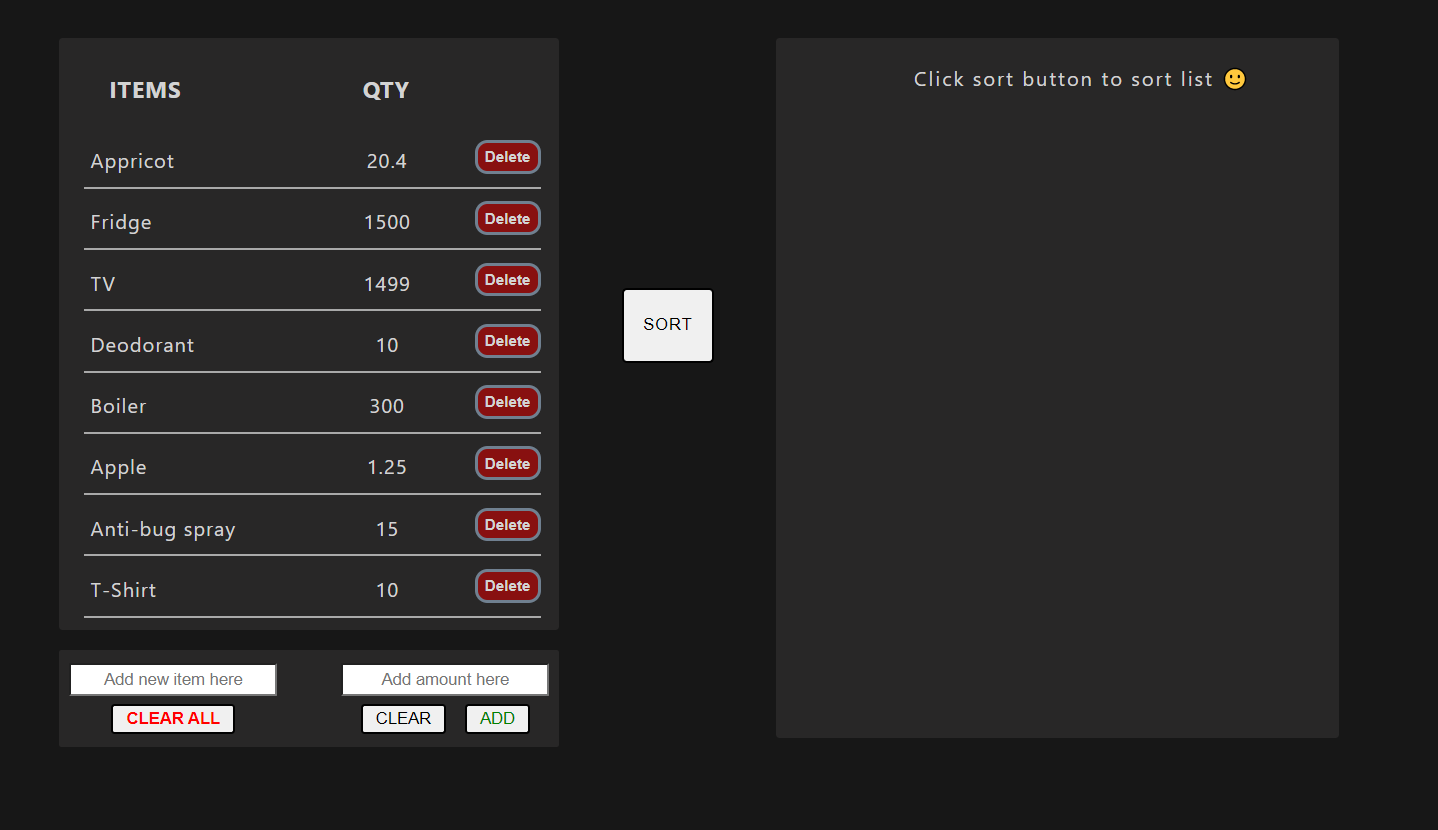 ITEMS QTY
Appricot 20.4 Delete
Fridge 1500 Delete
TV 1499 Delete
Deodorant 10 Delete
Boiler 300 Delete
Apple 1.25 Delete
Anti-bug spray 15 Delete
T-Shirt 10 Delete
Add new item here Add amount here
CLEAR ALL CLEAR ADD
SORT
Click sort button to sort list 🙂